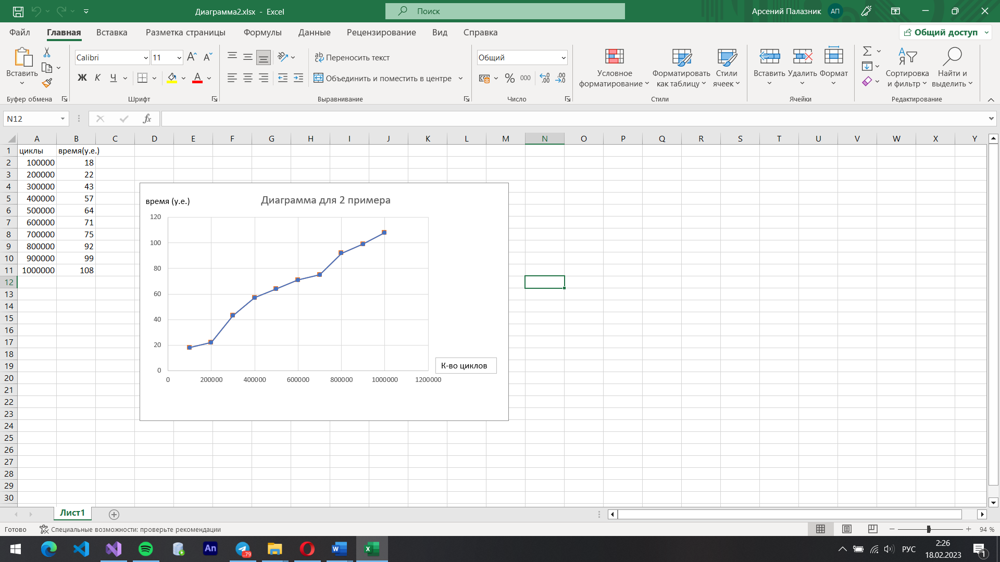 Диаграмма2.xlsx - Excel
Поиск
Арсений Палазник АП
Файл Главная Вставка Разметка страницы Формулы Данные Рецензирование Вид Справка Общий доступ
Вставить
Буфер обмена
Calibri 11
Ж К Ч
Шрифт
Переносить текст
Объединить и поместить в центре
Выравнивание
Общий
% 000
Число
Условное форматирование
Форматировать как таблицу
Стили ячеек
Стили
Вставить Удалить Формат
Ячейки
Сортировка и фильтр
Найти и выделить
Редактирование
N12 fx
A B C D E F G H I J K L M N O P Q R S T U V W X Y
1 циклы время(у.е.)
2 100000 18
3 200000 22
4 300000 43
5 400000 57
6 500000 64
7 600000 71
8 700000 75
9 800000 92
10 900000 99
11 1000000 108
12
13
14
15
16
17
18
19
20
21
22
23
24
25
26
27
28
29
30
Диаграмма для 2 примера
время (у.е.)
120
100
80
60
40
20
0
0 200000 400000 600000 800000 1000000 1200000
К-во циклов
Лист1
Готово Специальные возможности: проверьте рекомендации 94 %
An ..79 РУС 2:26
18.02.2023 1